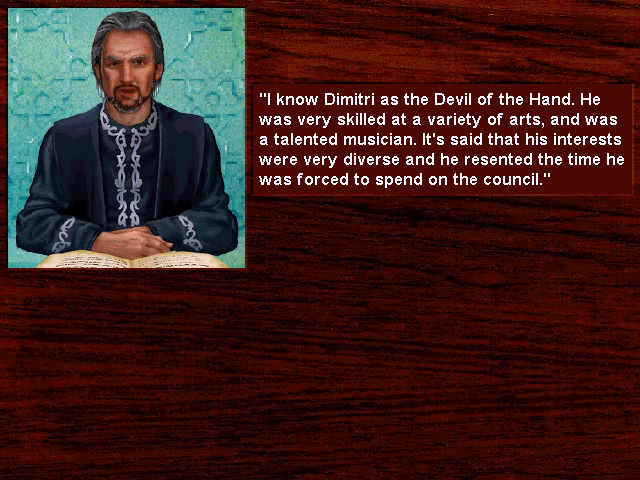 "I know Dimitri as the Devil of the Hand. He
was very skilled at a variety of arts, and was
a talented musician. It's said that his interests
were very diverse and he resented the time he
was forced to spend on the council."